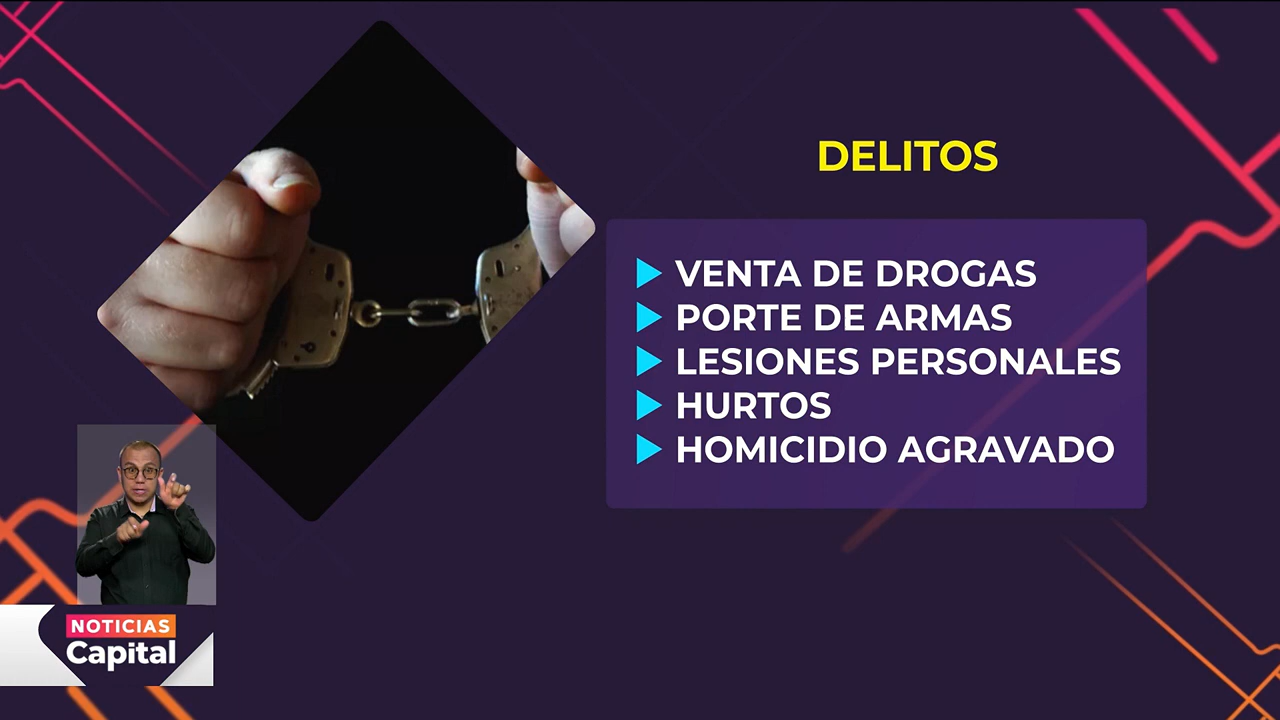 DELITOS
VENTA DE DROGAS
PORTE DE ARMAS
LESIONES PERSONALES
HURTOS
HOMICIDIO AGRAVADO
NOTICIAS
Capital